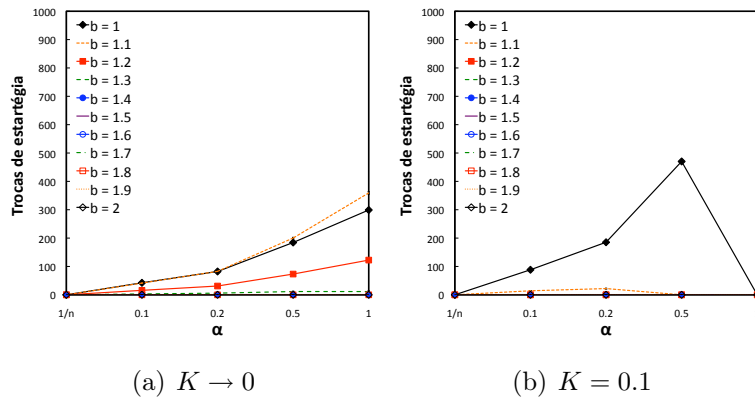 1000
900
800
700
600
500
400
300
200
100
0
Trocas de estartégia
b = 1
b = 1.1
b = 1.2
b = 1.3
b = 1.4
b = 1.5
b = 1.6
b = 1.7
b = 1.8
b = 1.9
b = 2
1/n 0.1 0.2 0.5 1
α
(a) K → 0
1000
900
800
700
600
500
400
300
200
100
0
Trocas de estartégia
b = 1
b = 1.1
b = 1.2
b = 1.3
b = 1.4
b = 1.5
b = 1.6
b = 1.7
b = 1.8
b = 1.9
b = 2
1/n 0.1 0.2 0.5
α
(b) K = 0.1